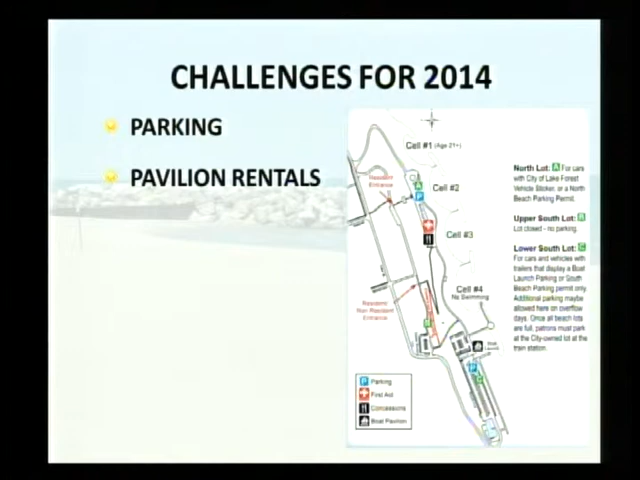 CHALLENGES FOR 2014
PARKING
PAVILION RENTALS
Cell #1 (Age 21+)
Resident
Entrance
A
P
Cell #2
Cell #3
Cell #4
No Swimming
Resident/
Non Resident
Entrance
B
P
C
North Lot: A For cars
with City of Lake Forest
Vehicle Sticker, or a North
Beach Parking Permit.
Upper South Lot: B
Lot closed - no parking.
Lower South Lot: C
For cars and vehicles with
trailers that display a Boat
Launch Parking or South
Beach Parking permit only.
Additional parking maybe
allowed here on overflow
days. Once all beach lots
are full, patrons must park
at the City-owned lot at the
train station.
P Parking
First Aid
Concessions
Boat Pavilion